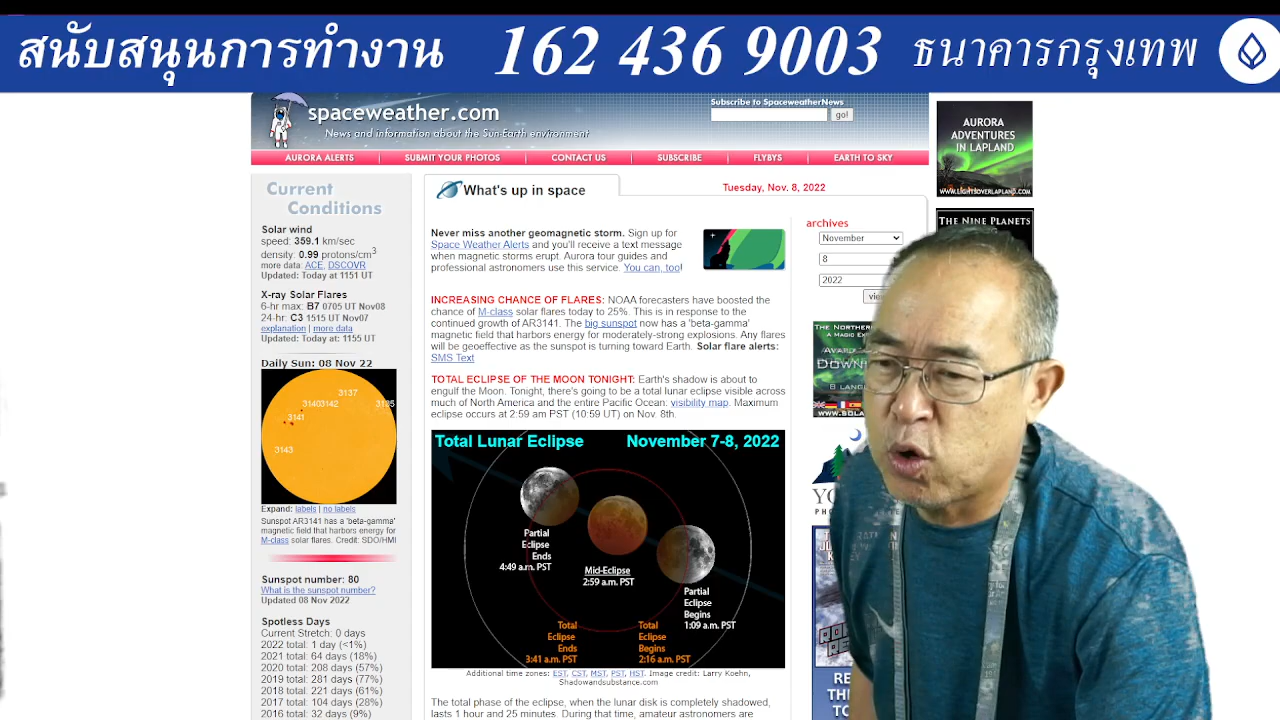 สนับสนุนการทำงาน 162 436 9003 ธนาคารกรุงเทพ
spaceweather.com
News and information about the Sun-Earth environment
Subscribe to SpaceweatherNews
go!
AURORA ALERTS SUBMIT YOUR PHOTOS CONTACT US SUBSCRIBE FLYBYS EARTH TO SKY
AURORA
ADVENTURES
IN LAPLAND
WWW.LIGHTSOVERLAPLAND.COM
THE NINE PLANETS
Current
Conditions
Solar wind
speed: 359.1 km/sec
density: 0.99 protons/cm3
more data: ACE, DSCOVR
Updated: Today at 1151 UT
X-ray Solar Flares
6-hr max: B7 0705 UT Nov08
24-hr: C3 1515 UT Nov07
explanation | more data
Updated: Today at: 1155 UT
Daily Sun: 08 Nov 22
3137
3140
3142
3141
3143
Expand: labels | no labels
Sunspot AR3141 has a 'beta-gamma'
magnetic field that harbors energy for
M-class solar flares. Credit: SDO/HMI
Sunspot number: 80
What is the sunspot number?
Updated 08 Nov 2022
Spotless Days
Current Stretch: 0 days
2022 total: 1 day (<1%)
2021 total: 64 days (18%)
2020 total: 208 days (57%)
2019 total: 281 days (77%)
2018 total: 221 days (61%)
2017 total: 104 days (28%)
2016 total: 32 days (9%)
What's up in space
Tuesday, Nov. 8, 2022
Never miss another geomagnetic storm. Sign up for
Space Weather Alerts and you'll receive a text message
when magnetic storms erupt. Aurora tour guides and
professional astronomers use this service. You can, too!
INCREASING CHANCE OF FLARES: NOAA forecasters have boosted the
chance of M-class solar flares today to 25%. This is in response to the
continued growth of AR3141. The big sunspot now has a 'beta-gamma'
magnetic field that harbors energy for moderately-strong explosions. Any flares
will be geoeffective as the sunspot is turning toward Earth. Solar flare alerts:
SMS Text
TOTAL ECLIPSE OF THE MOON TONIGHT: Earth's shadow is about to
engulf the Moon. Tonight, there's going to be a total lunar eclipse visible across
much of North America and the entire Pacific Ocean: visibility map. Maximum
eclipse occurs at 2:59 am PST (10:59 UT) on Nov. 8th.
Total Lunar Eclipse November 7-8, 2022
Partial
Eclipse
Ends
4:49 a.m. PST
Mid-Eclipse
2:59 a.m. PST
Partial
Eclipse
Begins
1:09 a.m. PST
Total
Eclipse
Ends
3:41 a.m. PST
Total
Eclipse
Begins
2:16 a.m. PST
Additional time zones: EST, CST, MST, PST, HST. Image credit: Larry Koehn,
Shadowandsubstance.com
The total phase of the eclipse, when the lunar disk is completely shadowed,
lasts 1 hour and 25 minutes. During that time, amateur astronomers are
archives
November
8
2022